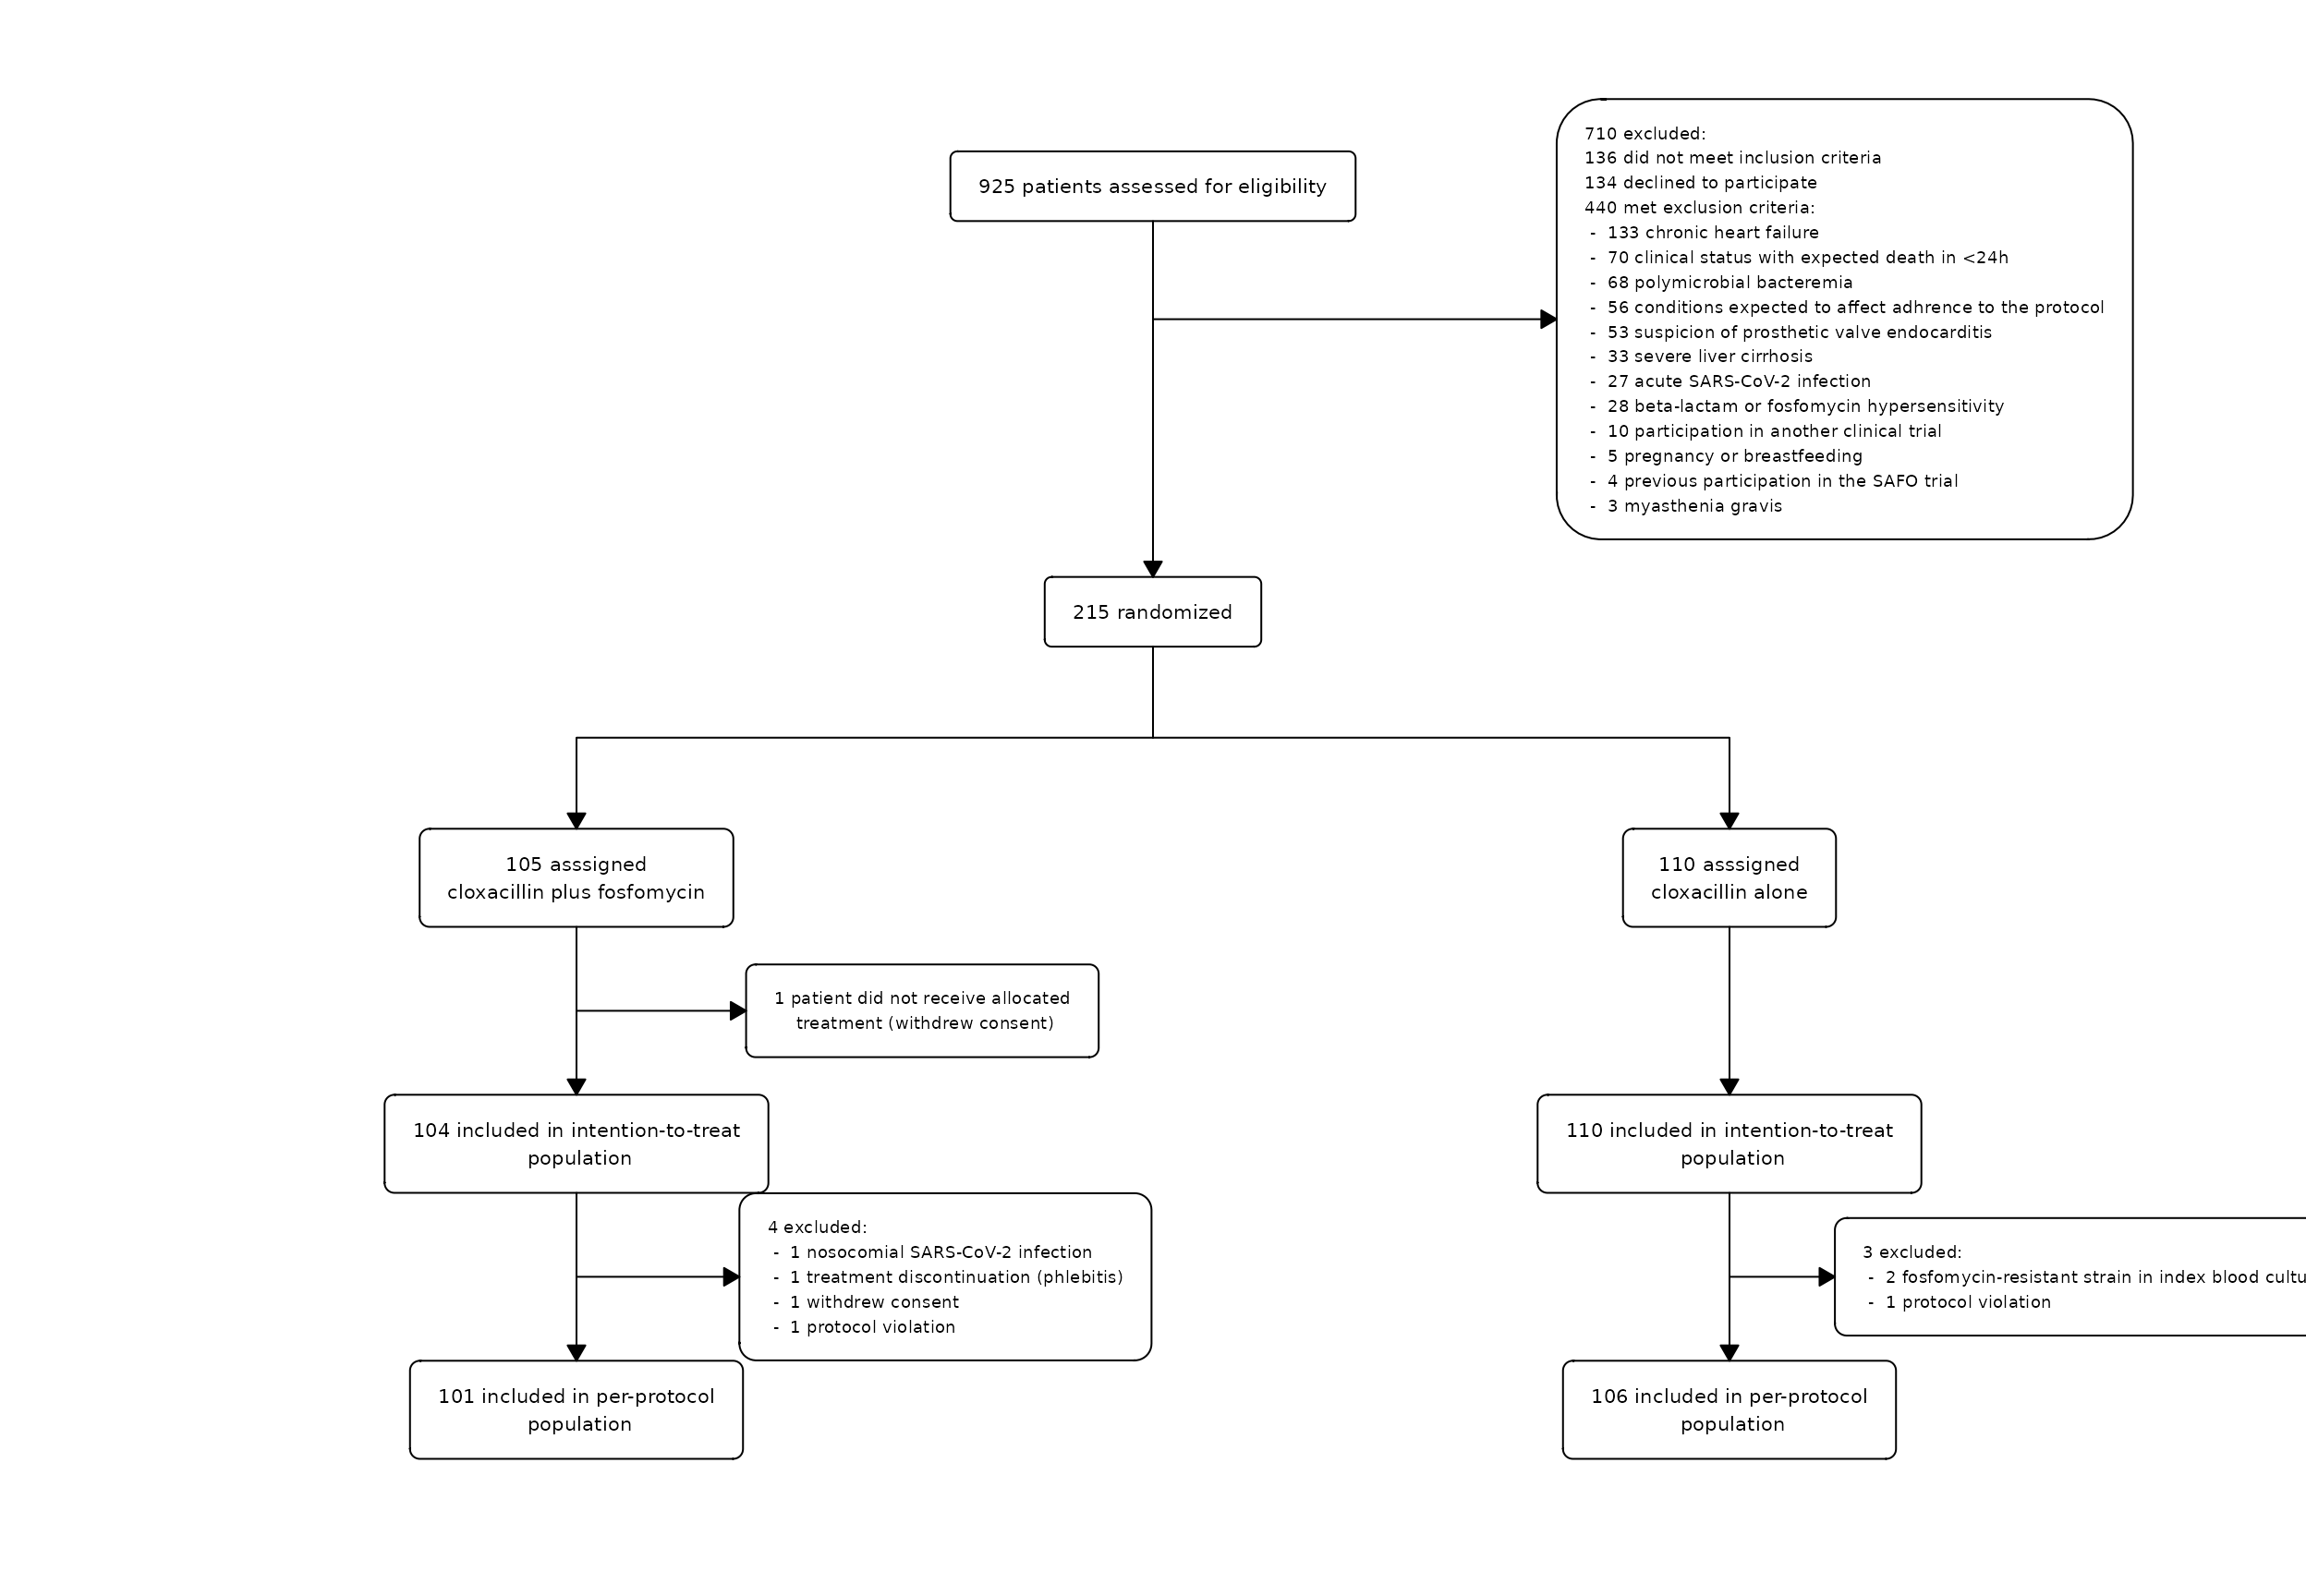 925 patients assessed for eligibility
710 excluded:
136 did not meet inclusion criteria
134 declined to participate
440 met exclusion criteria:
- 133 chronic heart failure
- 70 clinical status with expected death in <24h
- 68 polymicrobial bacteremia
- 56 conditions expected to affect adhrence to the protocol
- 53 suspicion of prosthetic valve endocarditis
- 33 severe liver cirrhosis
- 27 acute SARS-CoV-2 infection
- 28 beta-lactam or fosfomycin hypersensitivity
- 10 participation in another clinical trial
- 5 pregnancy or breastfeeding
- 4 previous participation in the SAFO trial
- 3 myasthenia gravis
215 randomized
105 asssigned
cloxacillin plus fosfomycin
110 asssigned
cloxacillin alone
1 patient did not receive allocated
treatment (withdrew consent)
104 included in intention-to-treat
population
110 included in intention-to-treat
population
4 excluded:
- 1 nosocomial SARS-CoV-2 infection
- 1 treatment discontinuation (phlebitis)
- 1 withdrew consent
- 1 protocol violation
3 excluded:
- 2 fosfomycin-resistant strain in index blood
- 1 protocol violation
101 included in per-protocol
population
106 included in per-protocol
population